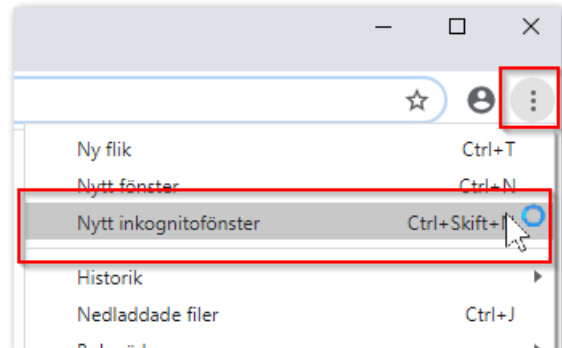 Ny flik Ctrl+T
Nytt fönster Ctrl+N
Nytt inkognitofönster Ctrl+Skift+N
Historik
Nedladdade filer Ctrl+J